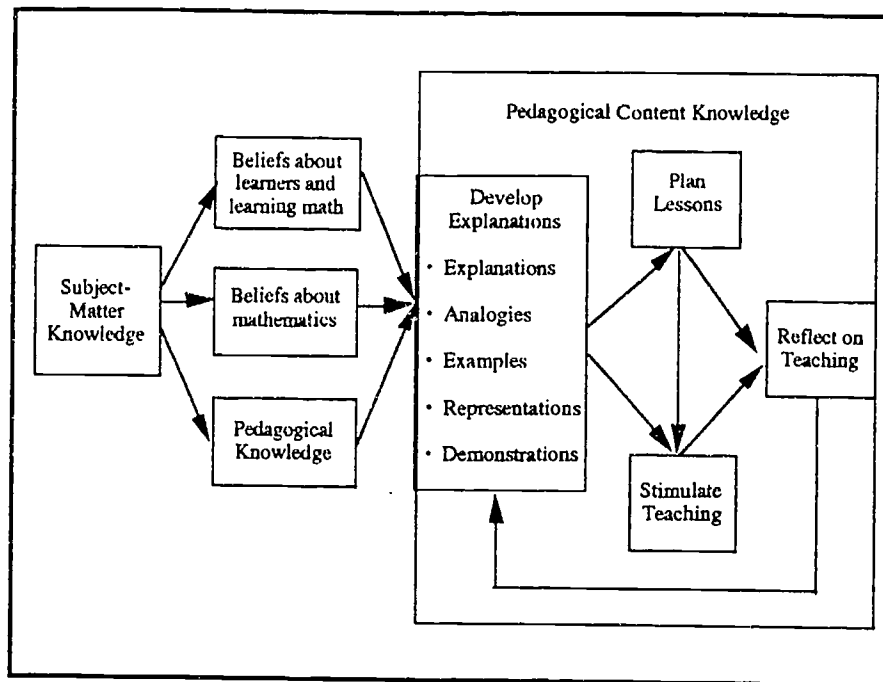 Pedagogical Content Knowledge
Beliefs about
learners and
learning math
Subject-
Matter
Knowledge
Beliefs about
mathematics
Pedagogical
Knowledge
Develop
Explanations
· Explanations
· Analogies
· Examples
· Representations
· Demonstrations
Plan
Lessons
Stimulate
Teaching
Reflect on
Teaching